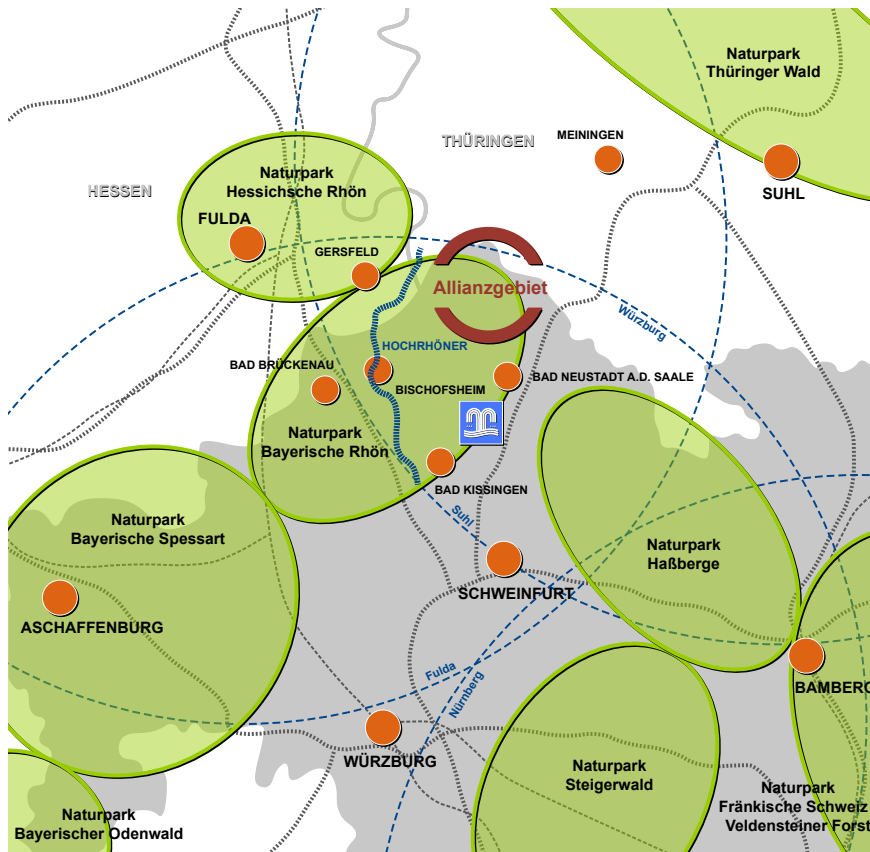 Naturpark
Thüringer Wald
THÜRINGEN
MEININGEN
SUHL
HESSEN
Naturpark
Hessichsche Rhön
FULDA
GERSFELD
Allianzgebiet
Würzburg
HOCHRHÖNER
BAD BRÜCKENAU
BISCHOFSHEIM
BAD NEUSTADT A.D. SAALE
Naturpark
Bayerische Rhön
BAD KISSINGEN
Suhl
Naturpark
Bayerische Spessart
Naturpark
Haßberge
SCHWEINFURT
ASCHAFFENBURG
Fulda
Nürnberg
BAMBERG
WÜRZBURG
Naturpark
Steigerwald
Naturpark
Fränkische Schweiz
Veldensteiner Forst
Naturpark
Bayerischer Odenwald